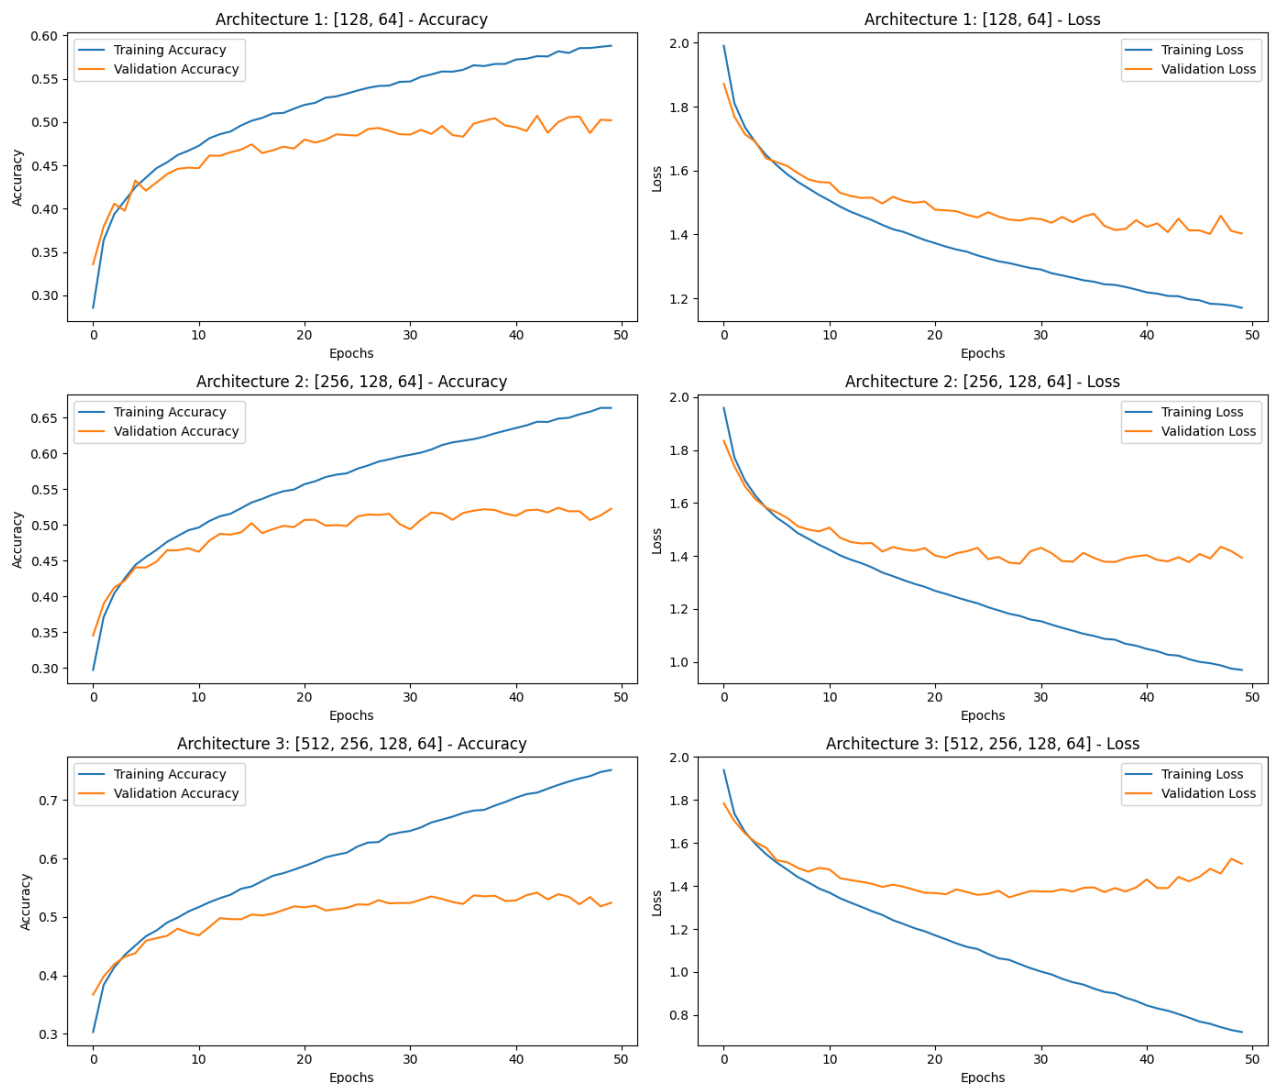 Architecture 1: [128, 64] - Accuracy
0.60
0.55
0.50
0.45
0.40
0.35
0.30
Accuracy
Training Accuracy
Validation Accuracy
0 10 20 30 40 50
Epochs
Architecture 1: [128, 64] - Loss
2.0
1.8
1.6
1.4
1.2
Loss
Training Loss
Validation Loss
0 10 20 30 40 50
Epochs
Architecture 2: [256, 128, 64] - Accuracy
0.65
0.60
0.55
0.50
0.45
0.40
0.35
0.30
Accuracy
Training Accuracy
Validation Accuracy
0 10 20 30 40 50
Epochs
Architecture 2: [256, 128, 64] - Loss
2.0
1.8
1.6
1.4
1.2
1.0
Loss
Training Loss
Validation Loss
0 10 20 30 40 50
Epochs
Architecture 3: [512, 256, 128, 64] - Accuracy
0.7
0.6
0.5
0.4
0.3
Accuracy
Training Accuracy
Validation Accuracy
0 10 20 30 40 50
Epochs
Architecture 3: [512, 256, 128, 64] - Loss
2.0
1.8
1.6
1.4
1.2
1.0
0.8
Loss
Training Loss
Validation Loss
0 10 20 30 40 50
Epochs